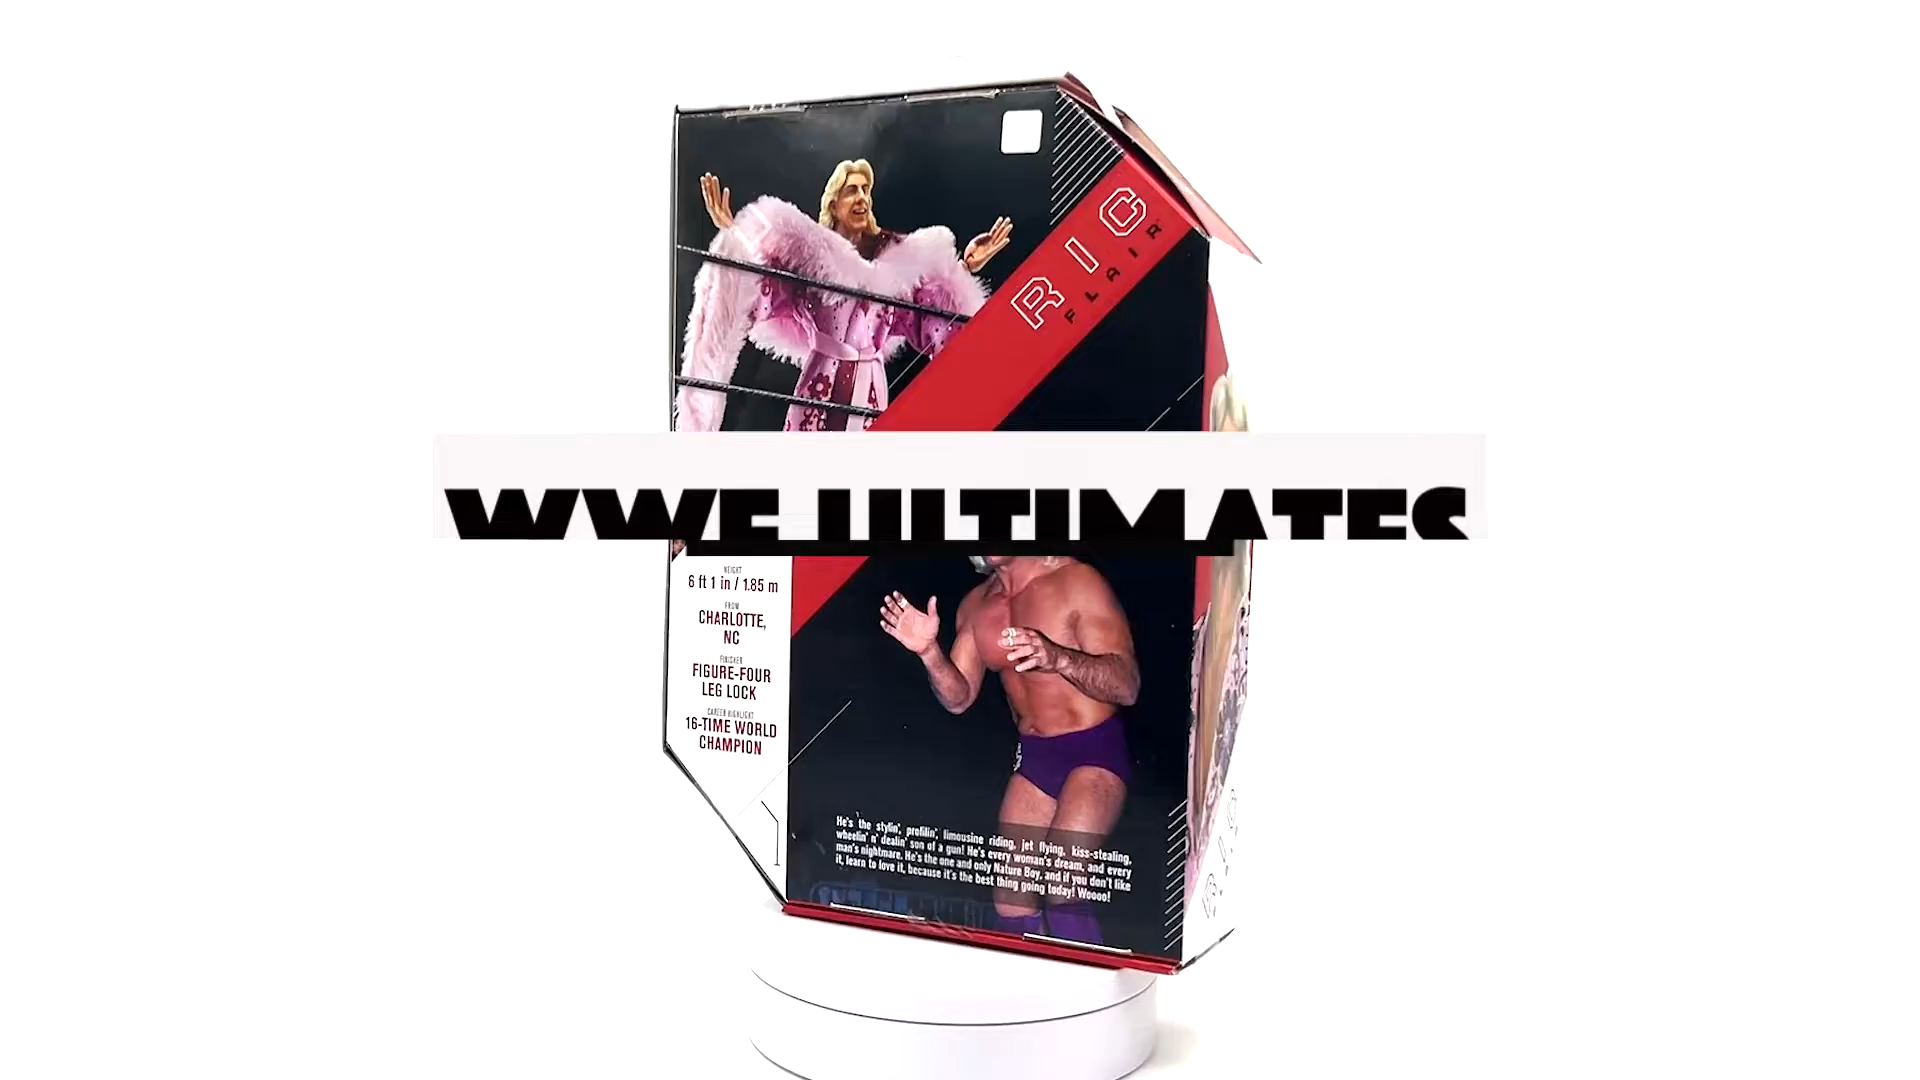 RIC
FLAIR
WWE ULTIMATES
HEIGHT
6 ft 1 in / 1.85 m
FROM
CHARLOTTE,
NC
FINISHER
FIGURE-FOUR
LEG LOCK
CAREER HIGHLIGHT
16-TIME WORLD
CHAMPION
He's the stylin', profilin', limousine riding, jet flying, kiss-stealing,
wheelin' n' dealin' son of a gun! He's every woman's dream, and every
man's nightmare. He's the one and only Nature Boy, and if you don't like
it, learn to love it, because it's the best thing going today! Woooo!